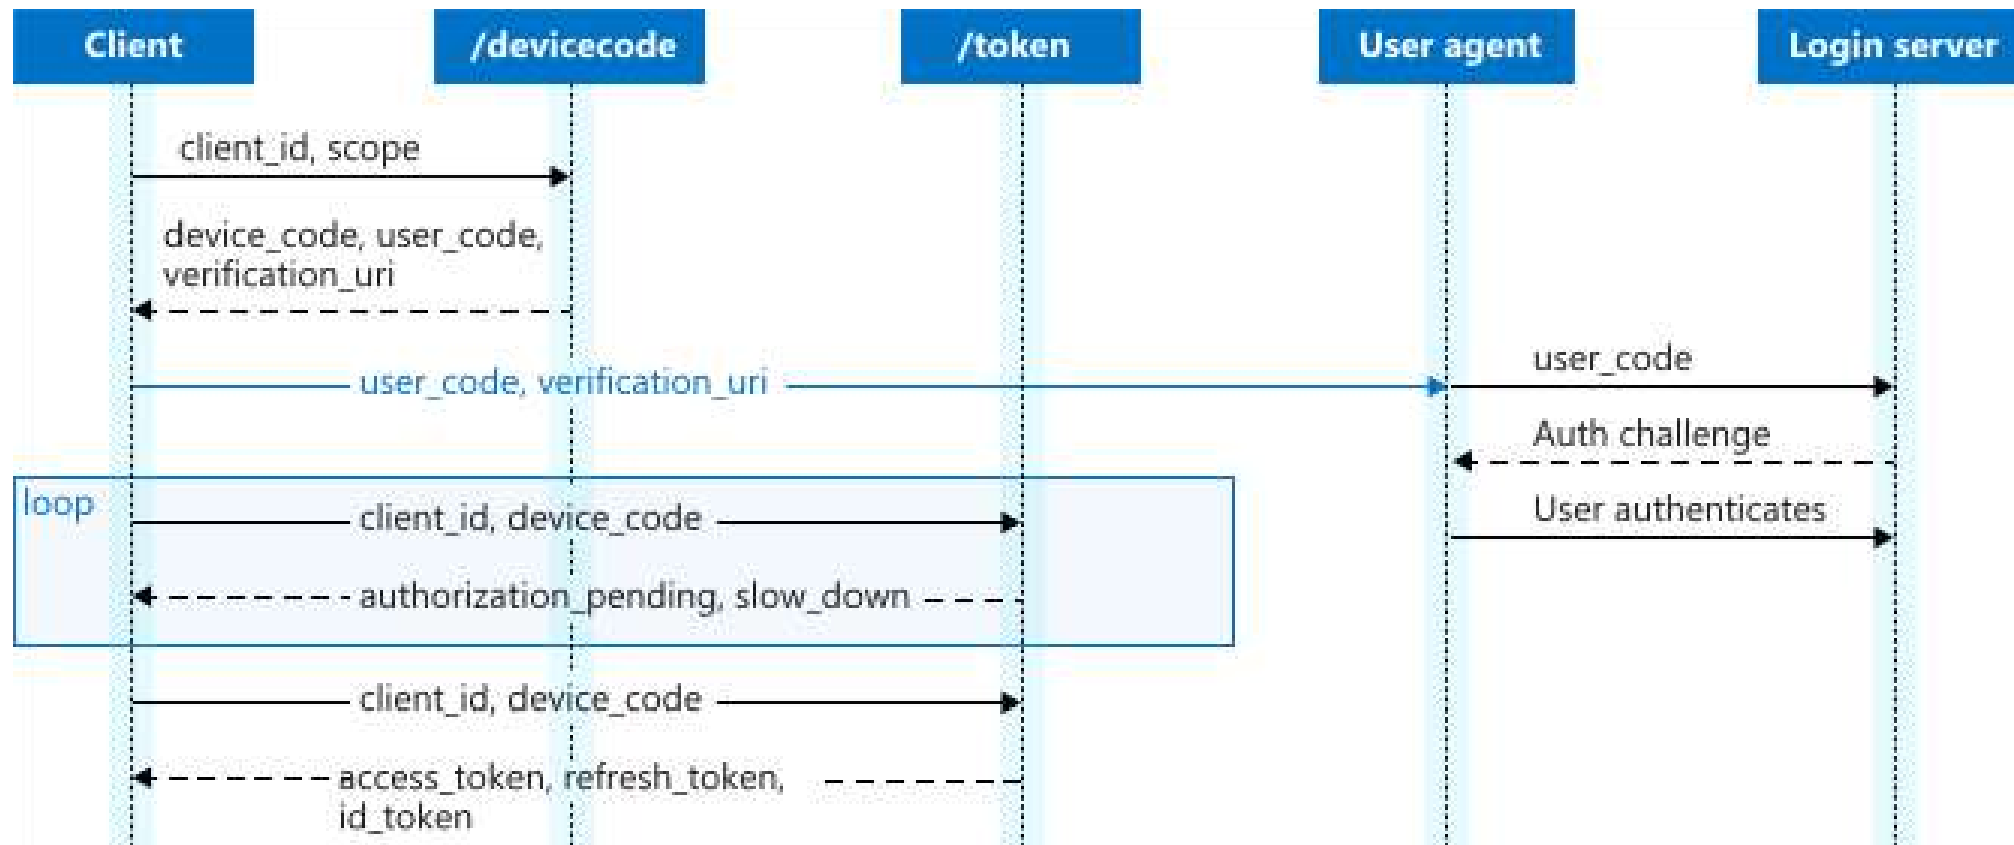 Client
/devicecode
/token
User agent
Login server
client_id, scope
device_code, user_code,
verification_uri
user_code, verification_uri
user_code
Auth challenge
loop
client_id, device_code
User authenticates
authorization_pending, slow_down
client_id, device_code
access_token, refresh_token,
id_token